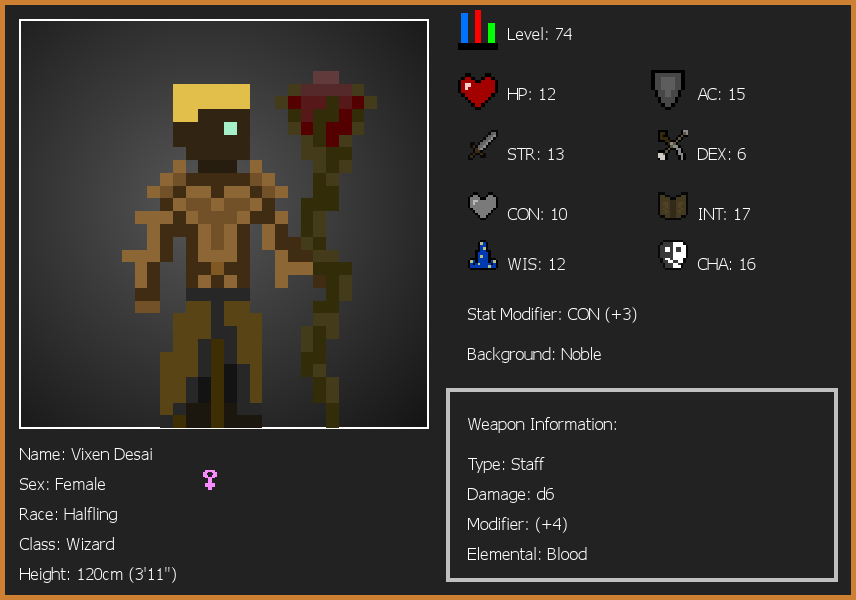 Level: 74
HP: 12
AC: 15
STR: 13
DEX: 6
CON: 10
INT: 17
WIS: 12
CHA: 16
Stat Modifier: CON (+3)
Background: Noble
Weapon Information:
Type: Staff
Damage: d6
Modifier: (+4)
Elemental: Blood
Name: Vixen Desai
Sex: Female
Race: Halfling
Class: Wizard
Height: 120cm (3'11")